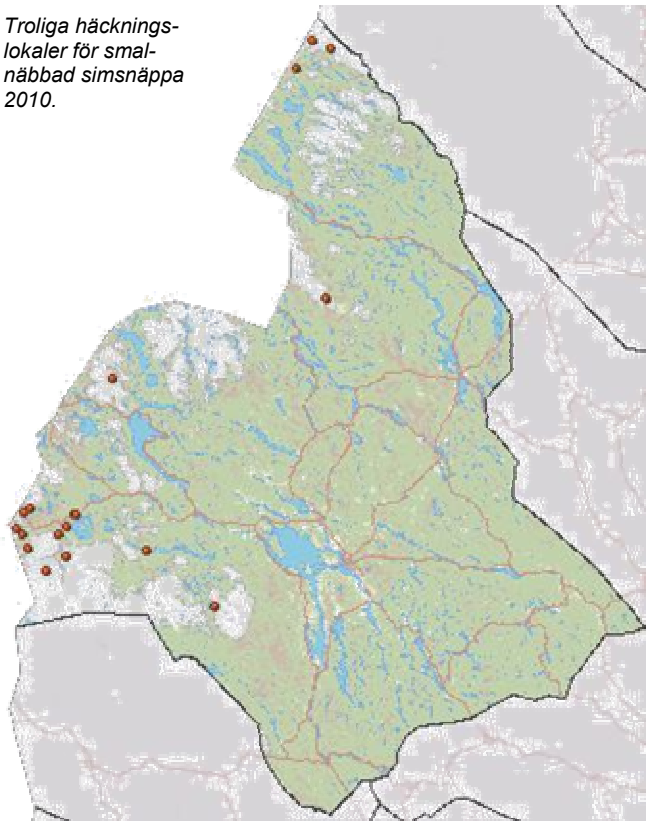 Troliga häcknings-
lokaler för smal-
näbbad simsnäppa
2010.